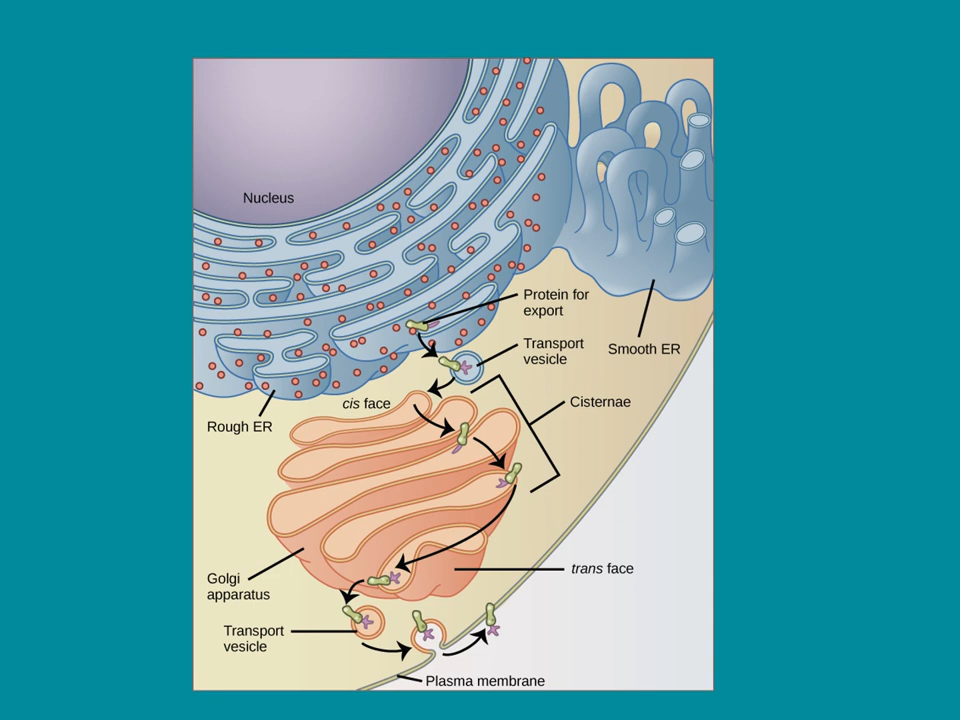 Nucleus
Protein for
export
Transport
vesicle
Smooth ER
cis face
Cisternae
Rough ER
Golgi
apparatus
trans face
Transport
vesicle
Plasma membrane